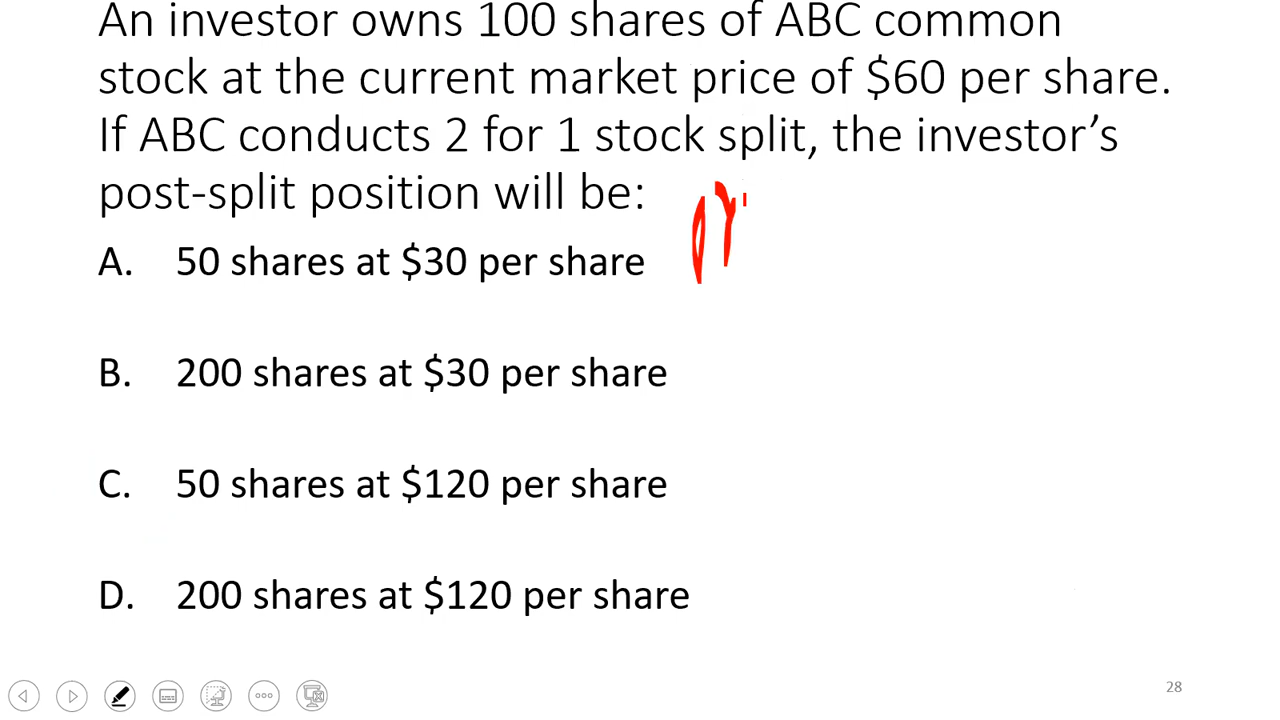 An investor owns 100 shares of ABC common
stock at the current market price of $60 per share.
If ABC conducts 2 for 1 stock split, the investor’s
post-split position will be:
A. 50 shares at $30 per share
B. 200 shares at $30 per share
C. 50 shares at $120 per share
D. 200 shares at $120 per share
28